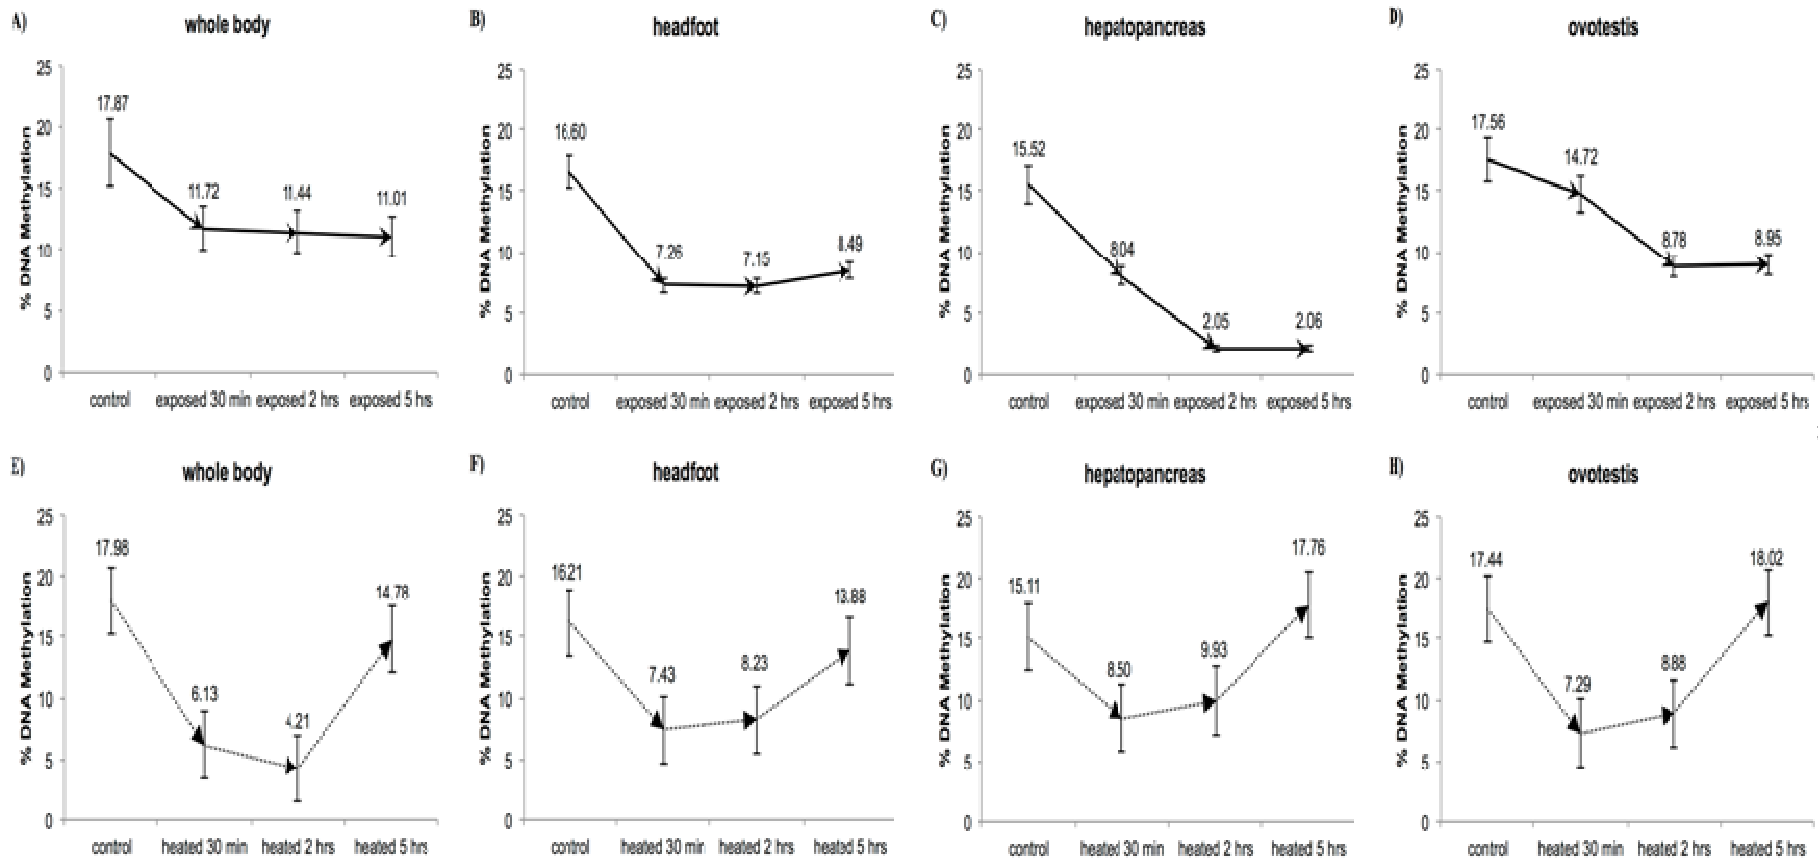 A)
whole body
% DNA Methylation
25
20
15
10
5
0
17.87
11.72
11.44
11.01
control exposed 30 min exposed 2 hrs exposed 5 hrs
B)
headfoot
% DNA Methylation
25
20
15
10
5
0
16.60
7.26
7.15
8.49
control exposed 30 min exposed 2 hrs exposed 5 hrs
C)
hepatopancreas
% DNA Methylation
25
20
15
10
5
0
15.52
8.04
2.05
2.06
control exposed 30 min exposed 2 hrs exposed 5 hrs
D)
ovotestis
% DNA Methylation
25
20
15
10
5
0
17.56
14.72
8.78
8.95
control exposed 30 min exposed 2 hrs exposed 5 hrs
E)
whole body
% DNA Methylation
25
20
15
10
5
0
17.98
6.13
4.21
14.78
control heated 30 min heated 2 hrs heated 5 hrs
F)
headfoot
% DNA Methylation
25
20
15
10
5
0
16.21
7.43
8.23
13.88
control heated 30 min heated 2 hrs heated 5 hrs
G)
hepatopancreas
% DNA Methylation
25
20
15
10
5
0
15.11
8.50
9.93
17.76
control heated 30 min heated 2 hrs heated 5 hrs
H)
ovotestis
% DNA Methylation
25
20
15
10
5
0
17.44
7.29
8.88
18.02
control heated 30 min heated 2 hrs heated 5 hrs